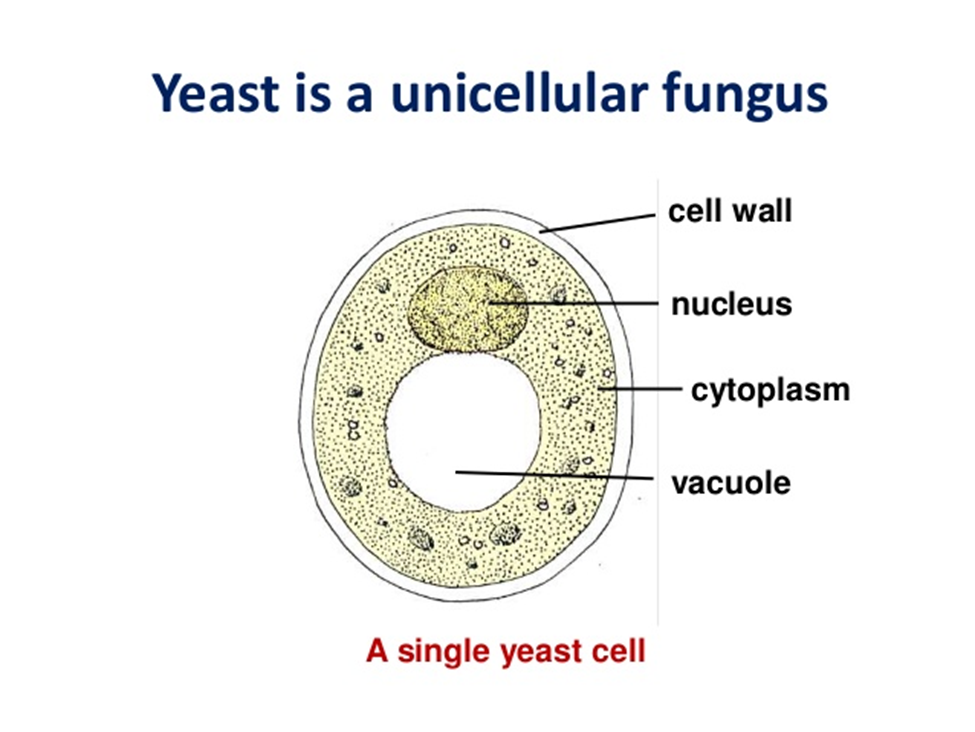 Yeast is a unicellular fungus
cell wall
nucleus
cytoplasm
vacuole
A single yeast cell